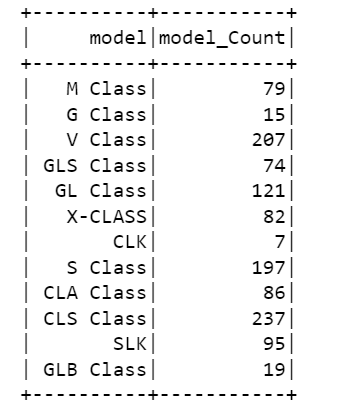 +----------+-----------+
|     model|model_Count|
+----------+-----------+
|   M Class|         79|
|   G Class|         15|
|   V Class|        207|
| GLS Class|         74|
|  GL Class|        121|
|   X-CLASS|         82|
|       CLK|          7|
|   S Class|        197|
| CLA Class|         86|
| CLS Class|        237|
|       SLK|         95|
| GLB Class|         19|
+----------+-----------+